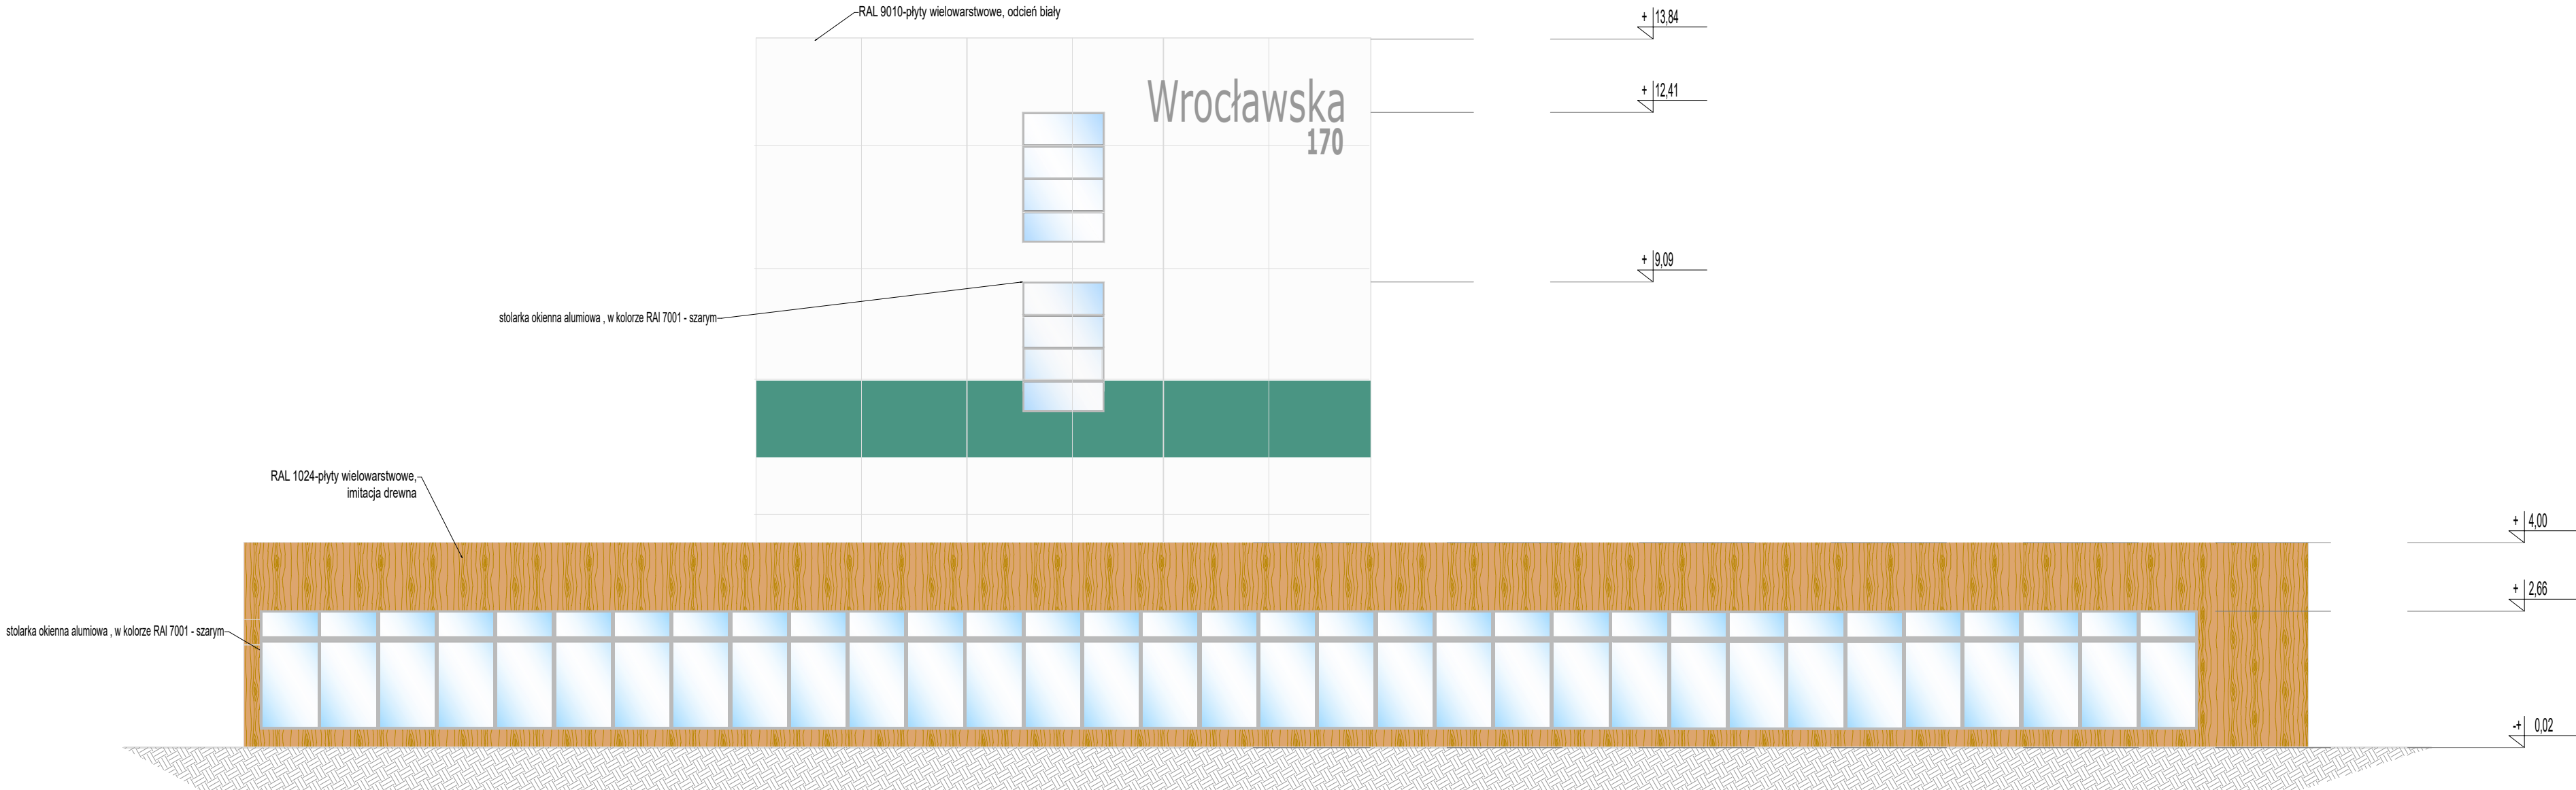 RAL 9010-płyty wielowarstwowe, odcień biały
+ 13,84
Wrocławska
170
+ 12,41
+ 9,09
stolarka okienna alumiowa , w kolorze RAl 7001 - szarym
RAL 1024-płyty wielowarstwowe,
imitacja drewna
+ 4,00
+ 2,66
stolarka okienna alumiowa , w kolorze RAl 7001 - szarym
-+ 0,02